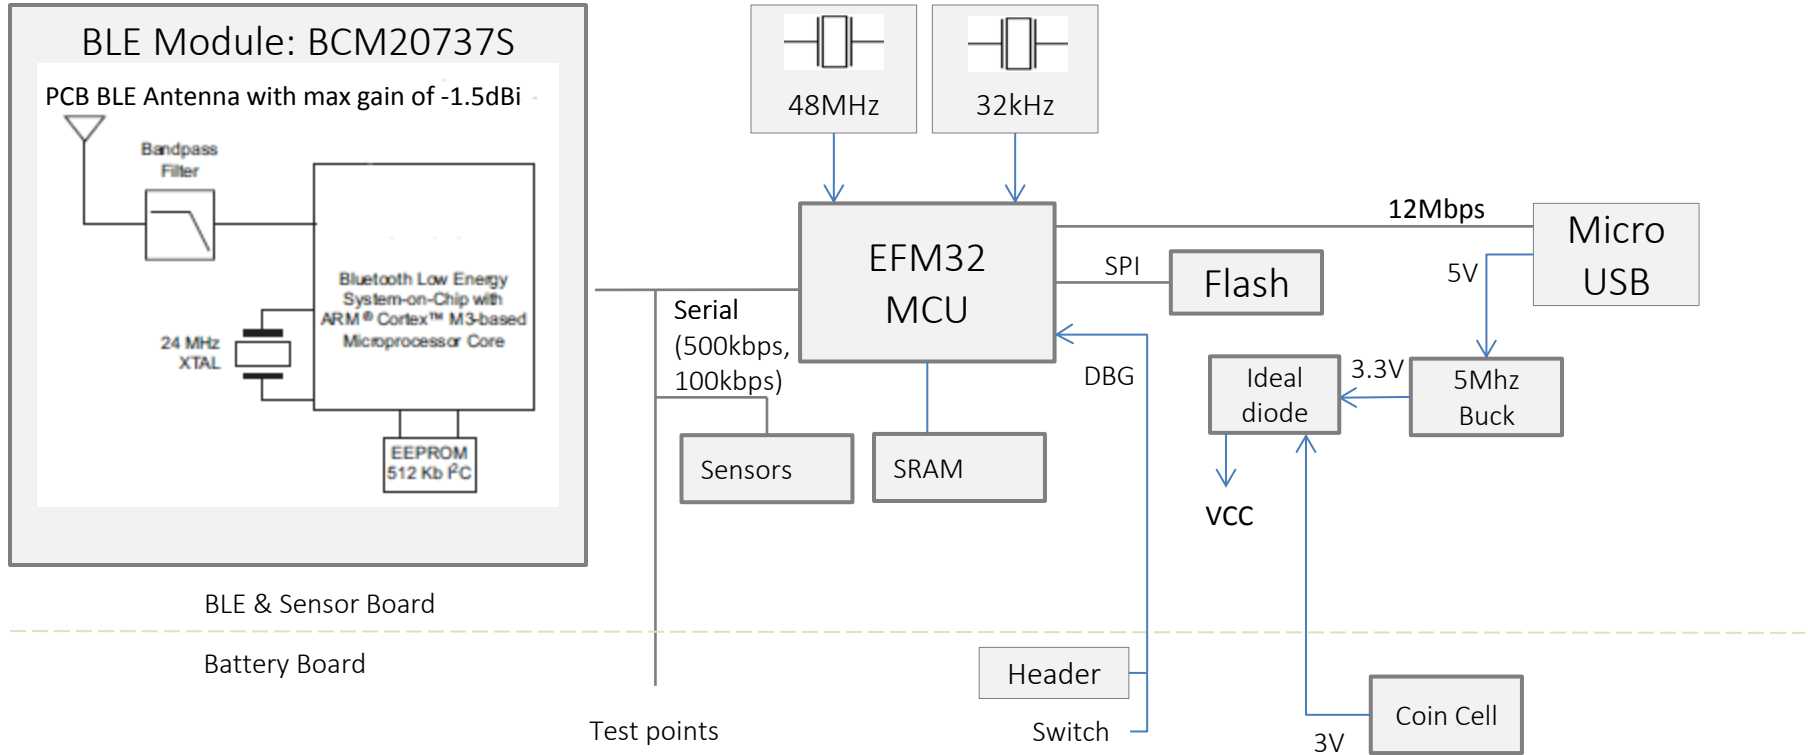 BLE Module: BCM20737S
PCB BLE Antenna with max gain of -1.5dBi
Bandpass
Filter
Bluetooth Low Energy
System-on-Chip with
ARM® Cortex™ M3-based
Microprocessor Core
24 MHz
XTAL
EEPROM
512 Kb I²C
48MHz
32kHz
EFM32
MCU
12Mbps
Micro
USB
SPI
Flash
5V
Serial
(500kbps,
100kbps)
DBG
Ideal
diode
3.3V
5Mhz
Buck
Sensors
SRAM
VCC
BLE & Sensor Board
Battery Board
Header
Test points
Switch
Coin Cell
3V